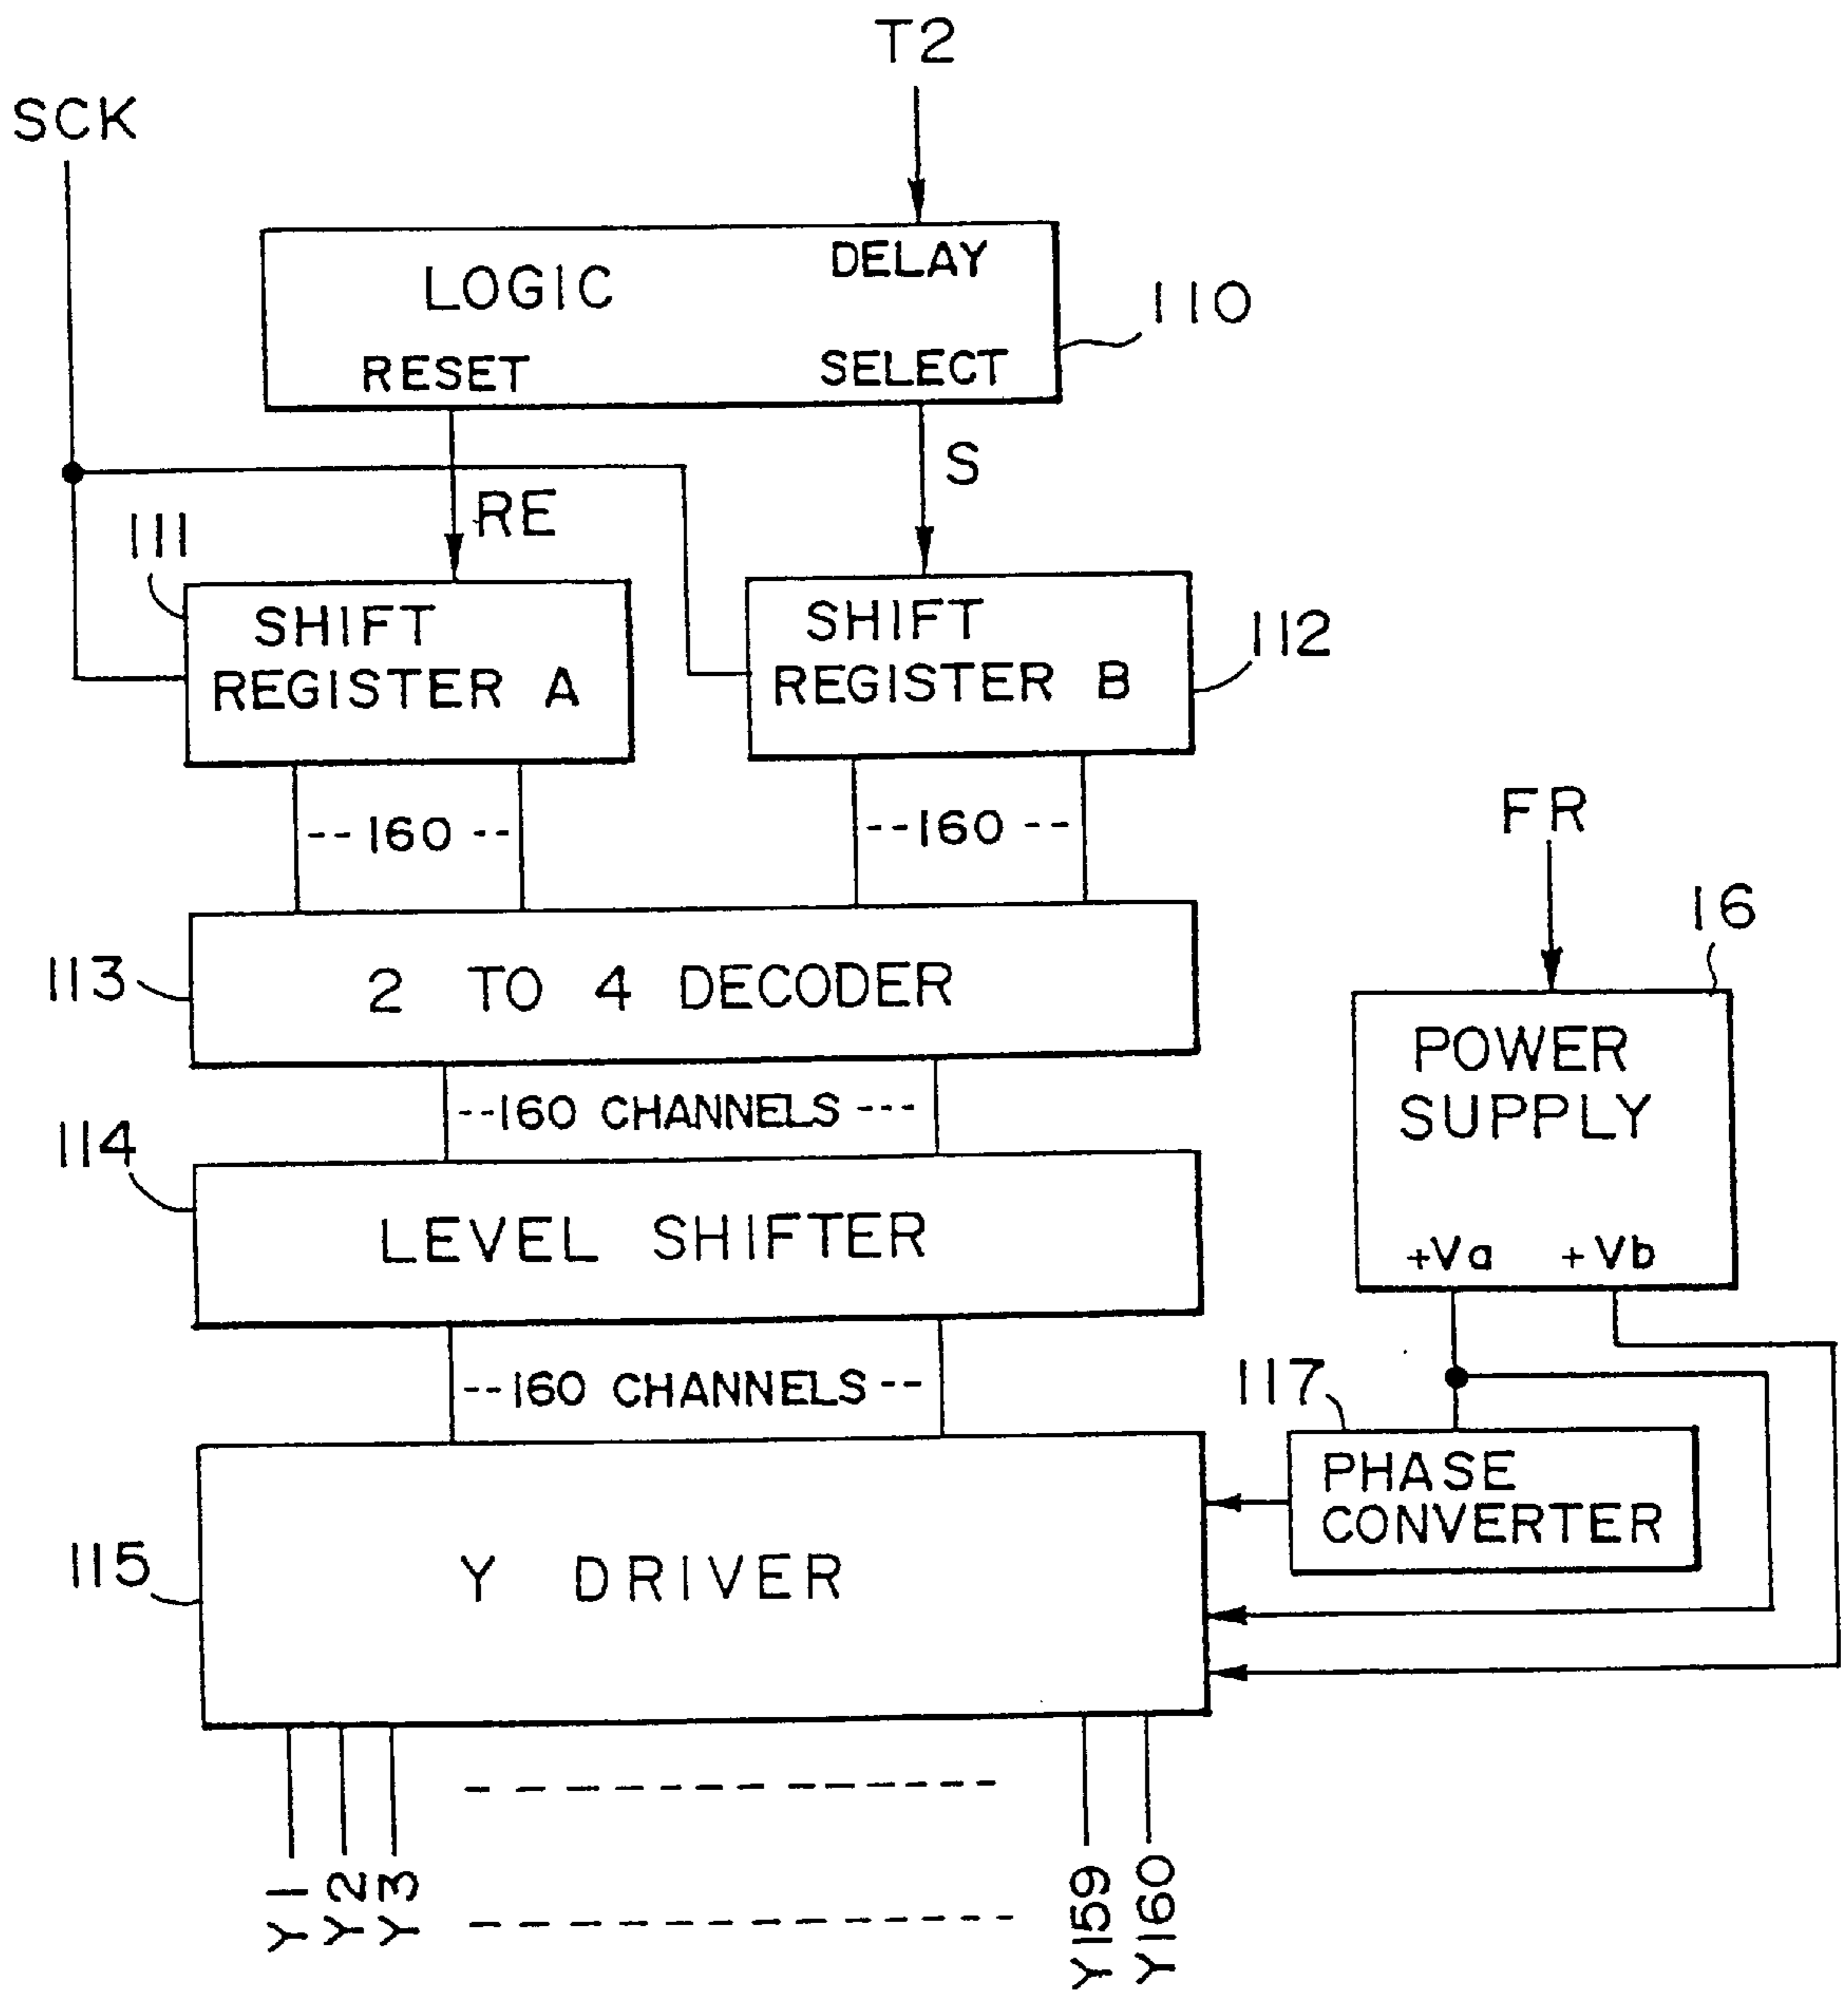 T2
SCK
LOGIC
DELAY
RESET
SELECT
110
S
RE
111
SHIFT
REGISTER A
SHIFT
REGISTER B
112
--160--
--160--
FR
16
113
2 TO 4 DECODER
POWER
SUPPLY
+Va
+Vb
--160 CHANNELS---
114
LEVEL SHIFTER
--160 CHANNELS--
117
PHASE
CONVERTER
115
Y DRIVER
Y1
Y2
Y3
Y159
Y160